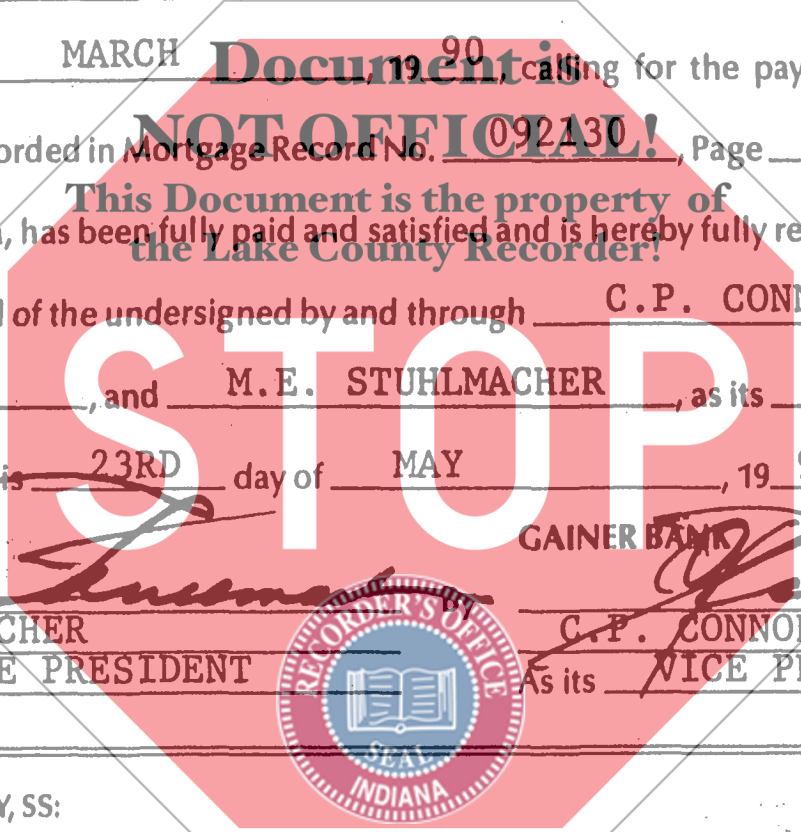 MARCH , 19 90 , calling for the pay
Document is
orded in Mortgage Record No. 092130 , Page
NOT OFFICIAL!
This Document is the property of
, has been fully paid and satisfied and is hereby fully re
the Lake County Recorder!
of the undersigned by and through C.P. CONN
STOP
, and M.E. STUHLMACHER , as its
is 23RD day of MAY , 19
GAINER BANK
By
CHER C.P. CONNO
E PRESIDENT As its VICE P
RECORDER'S OFFICE
SEAL
INDIANA
Y, SS: